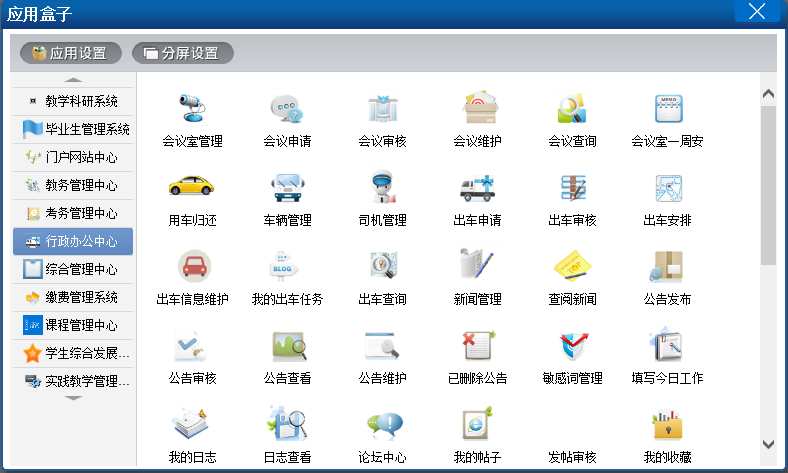 应用盒子
应用设置 分屏设置
教学科研系统
毕业生管理系统
门户网站中心
教务管理中心
考务管理中心
行政办公中心
综合管理中心
缴费管理系统
课程管理中心
学生综合发展...
实践教学管理...
会议室管理 会议申请 会议审核 会议维护 会议查询 会议室一周安
MEMO
用车归还 车辆管理 司机管理 出车申请 出车审核 出车安排
BLOG
出车信息维护 我的出车任务 出车查询 新闻管理 查阅新闻 公告发布
公告审核 公告查看 公告维护 已删除公告 敏感词管理 填写今日工作
我的日志 日志查看 论坛中心 我的帖子 发帖审核 我的收藏